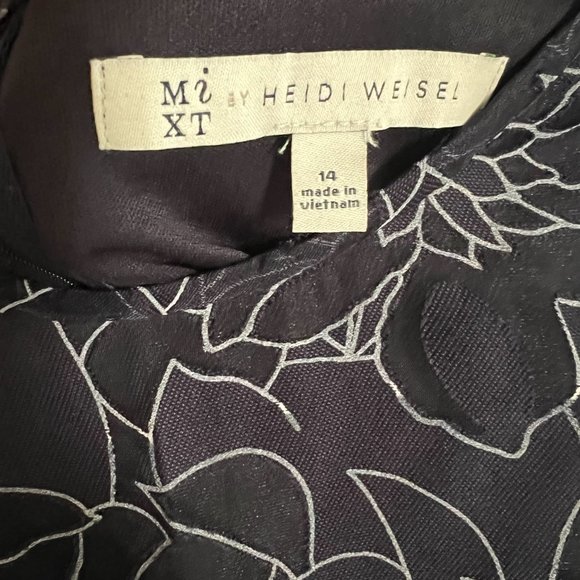 Mi BY HEIDI WEISEL
XT
14
made in
vietnam